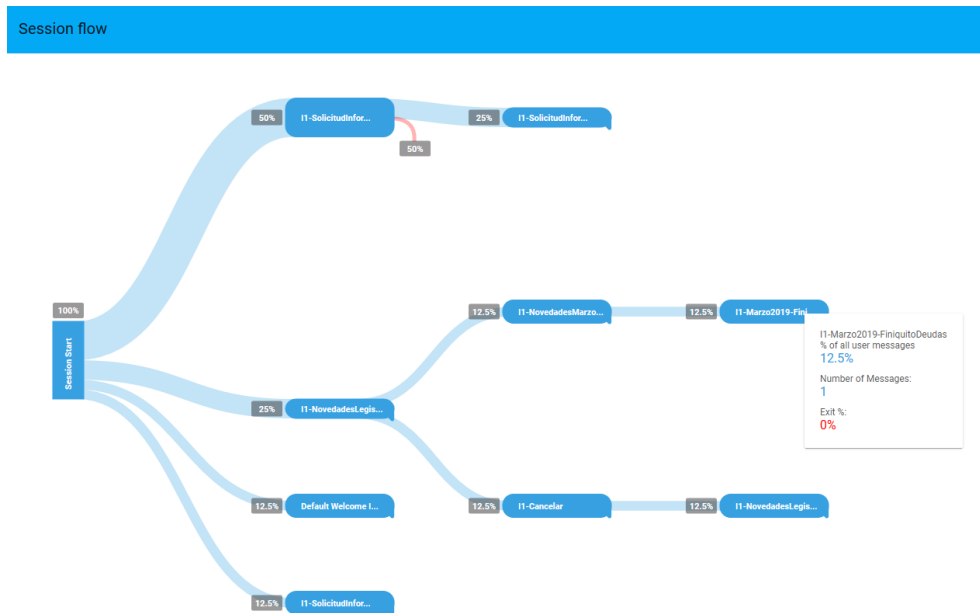 Session flow
50%
I1-SolicitudInfor...
25%
I1-SolicitudInfor...
50%
100%
Session Start
12.5%
I1-NovedadesMarzo...
12.5%
I1-Marzo2019-Fini...
I1-Marzo2019-FiniquitoDeudas
% of all user messages
12.5%
Number of Messages:
1
Exit %:
0%
25%
I1-NovedadesLegis...
12.5%
Default Welcome I...
12.5%
I1-Cancelar
12.5%
I1-NovedadesLegis...
12.5%
I1-SolicitudInfor...